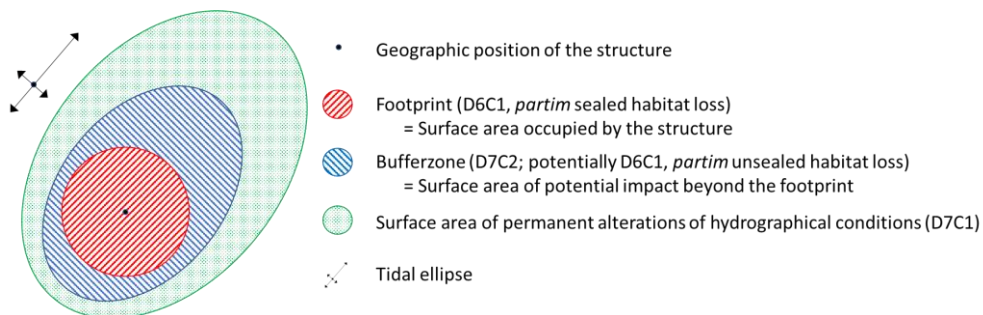 Geographic position of the structure
Footprint (D6C1, partim sealed habitat loss)
= Surface area occupied by the structure
Bufferzone (D7C2; potentially D6C1, partim unsealed habitat loss)
= Surface area of potential impact beyond the footprint
Surface area of permanent alterations of hydrographical conditions (D7C1)
Tidal ellipse